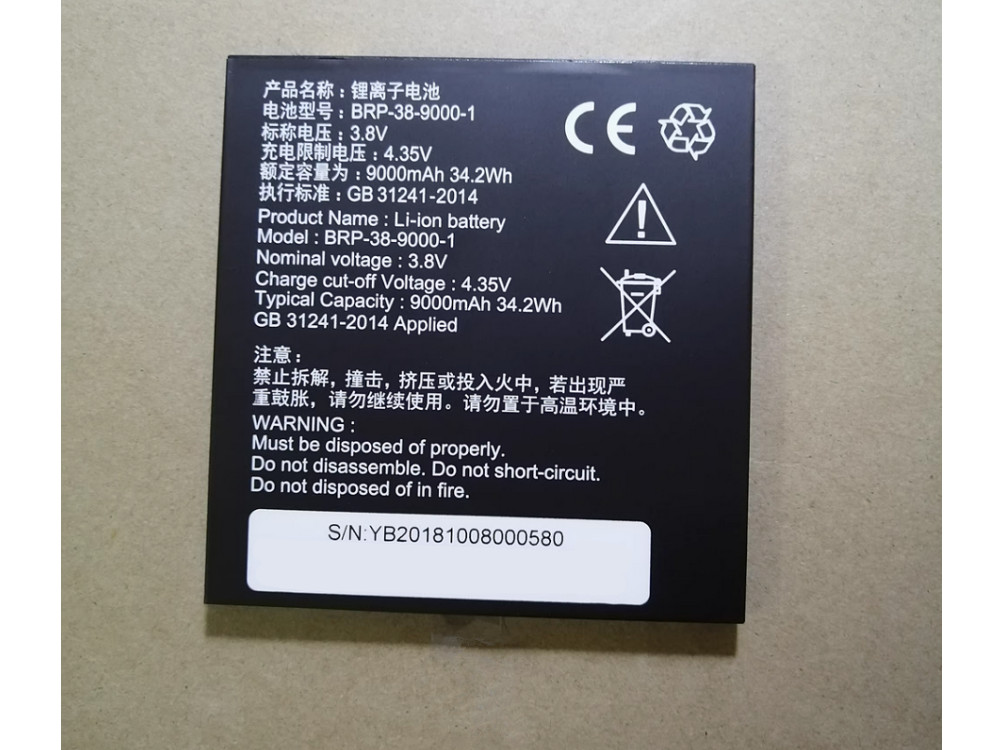 产品名称：锂离子电池
电池型号：BRP-38-9000-1
标称电压：3.8V
充电限制电压：4.35V
额定容量为：9000mAh 34.2Wh
执行标准：GB 31241-2014
Product Name : Li-ion battery
Model : BRP-38-9000-1
Nominal voltage : 3.8V
Charge cut-off Voltage : 4.35V
Typical Capacity : 9000mAh 34.2Wh
GB 31241-2014 Applied
CE
注意：
禁止拆解，撞击，挤压或投入火中，若出现严
重鼓胀，请勿继续使用。请勿置于高温环境中。
WARNING :
Must be disposed of properly.
Do not disassemble. Do not short-circuit.
Do not disposed of in fire.
S/N:YB20181008000580